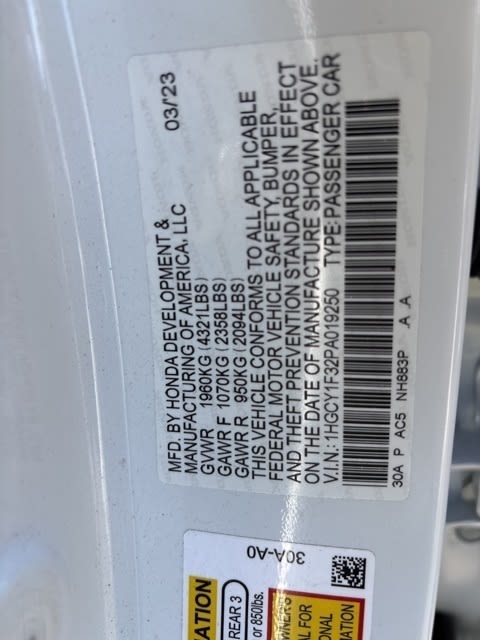 MFD. BY HONDA DEVELOPMENT & 03/'23
MANUFACTURING OF AMERICA, LLC
GVWR 1960KG (4321LBS)
GAWR F 1070KG (2358LBS)
GAWR R 950KG (2094LBS)
THIS VEHICLE CONFORMS TO ALL APPLICABLE
FEDERAL MOTOR VEHICLE SAFETY, BUMPER,
AND THEFT PREVENTION STANDARDS IN EFFECT
ON THE DATE OF MANUFACTURE SHOWN ABOVE.
V.I.N.: 1HGCY1F32PA019250 TYPE: PASSENGER CAR
30A P AC5 NH883P A A
30A-A0
REAR 3
or 850lbs.